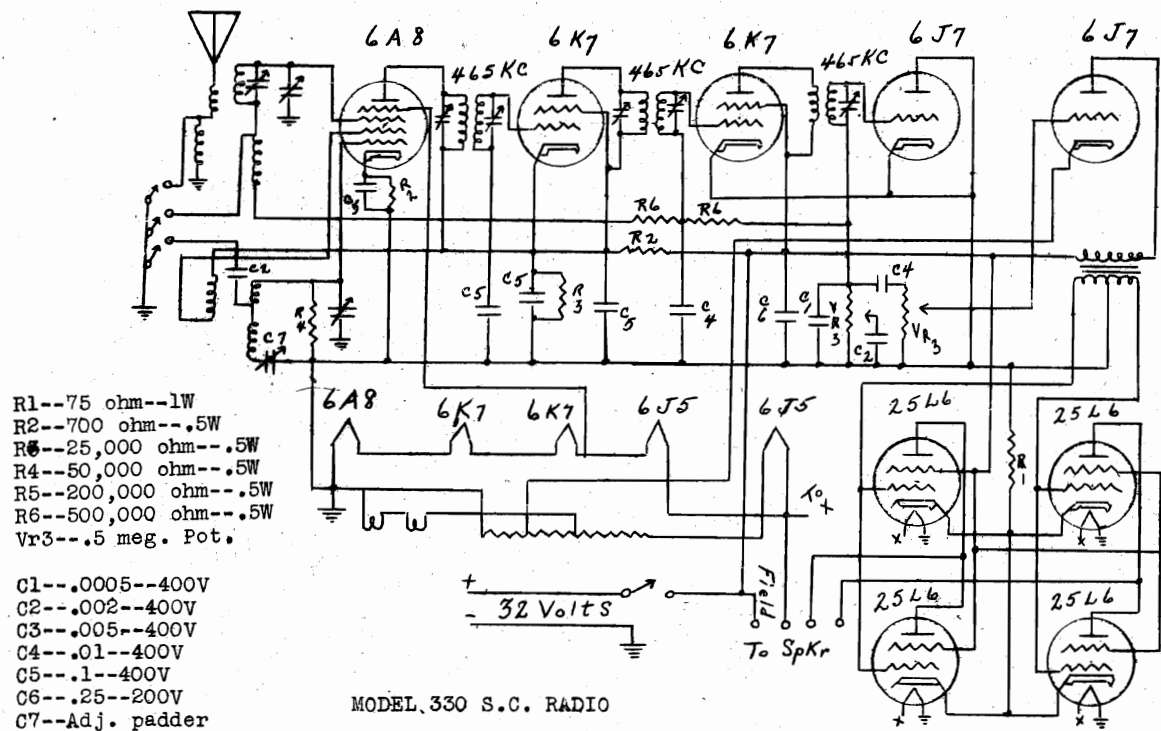 6A8 6K7 6K7 6J7 6J7
465KC 465KC 465KC
C5 R2
R6 R6
R2
C2
C4
R4 C5 C5 R3 C5 C4 C6 C1 VR3 C2 VR3
C7
6A8 6K7 6K7 6J5 6J5
25L6 25L6
R1
R1--75 ohm--1W
R2--700 ohm--.5W
R3--25,000 ohm--.5W
R4--50,000 ohm--.5W
R5--200,000 ohm--.5W
R6--500,000 ohm--.5W
Vr3--.5 meg. Pot.
To x
x x
+
- 32 Volts
Field
To SpKr
25L6 25L6
x x
C1--.0005--400V
C2--.002--400V
C3--.005--400V
C4--.01--400V
C5--.1--400V
C6--.25--200V
C7--Adj. padder
MODEL 330 S.C. RADIO